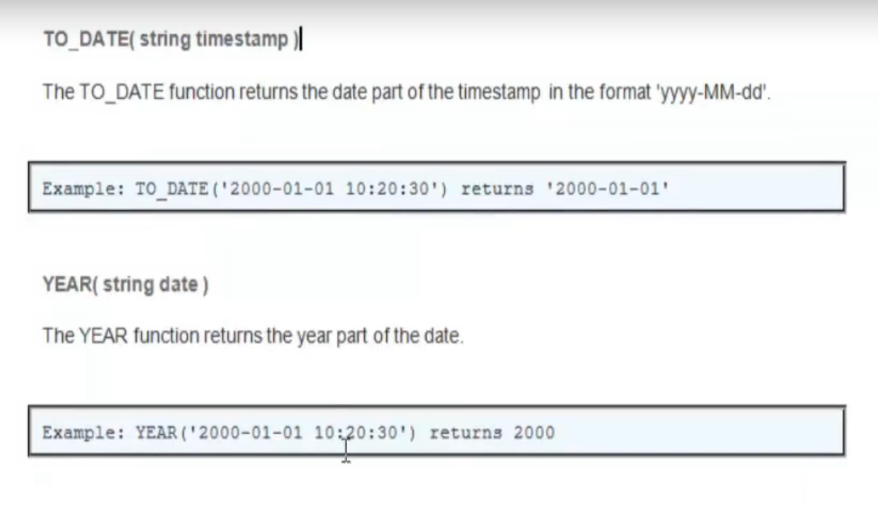 TO_DATE( string timestamp )
The TO_DATE function returns the date part of the timestamp in the format 'yyyy-MM-dd'.
Example: TO_DATE('2000-01-01 10:20:30') returns '2000-01-01'
YEAR( string date )
The YEAR function returns the year part of the date.
Example: YEAR('2000-01-01 10:20:30') returns 2000